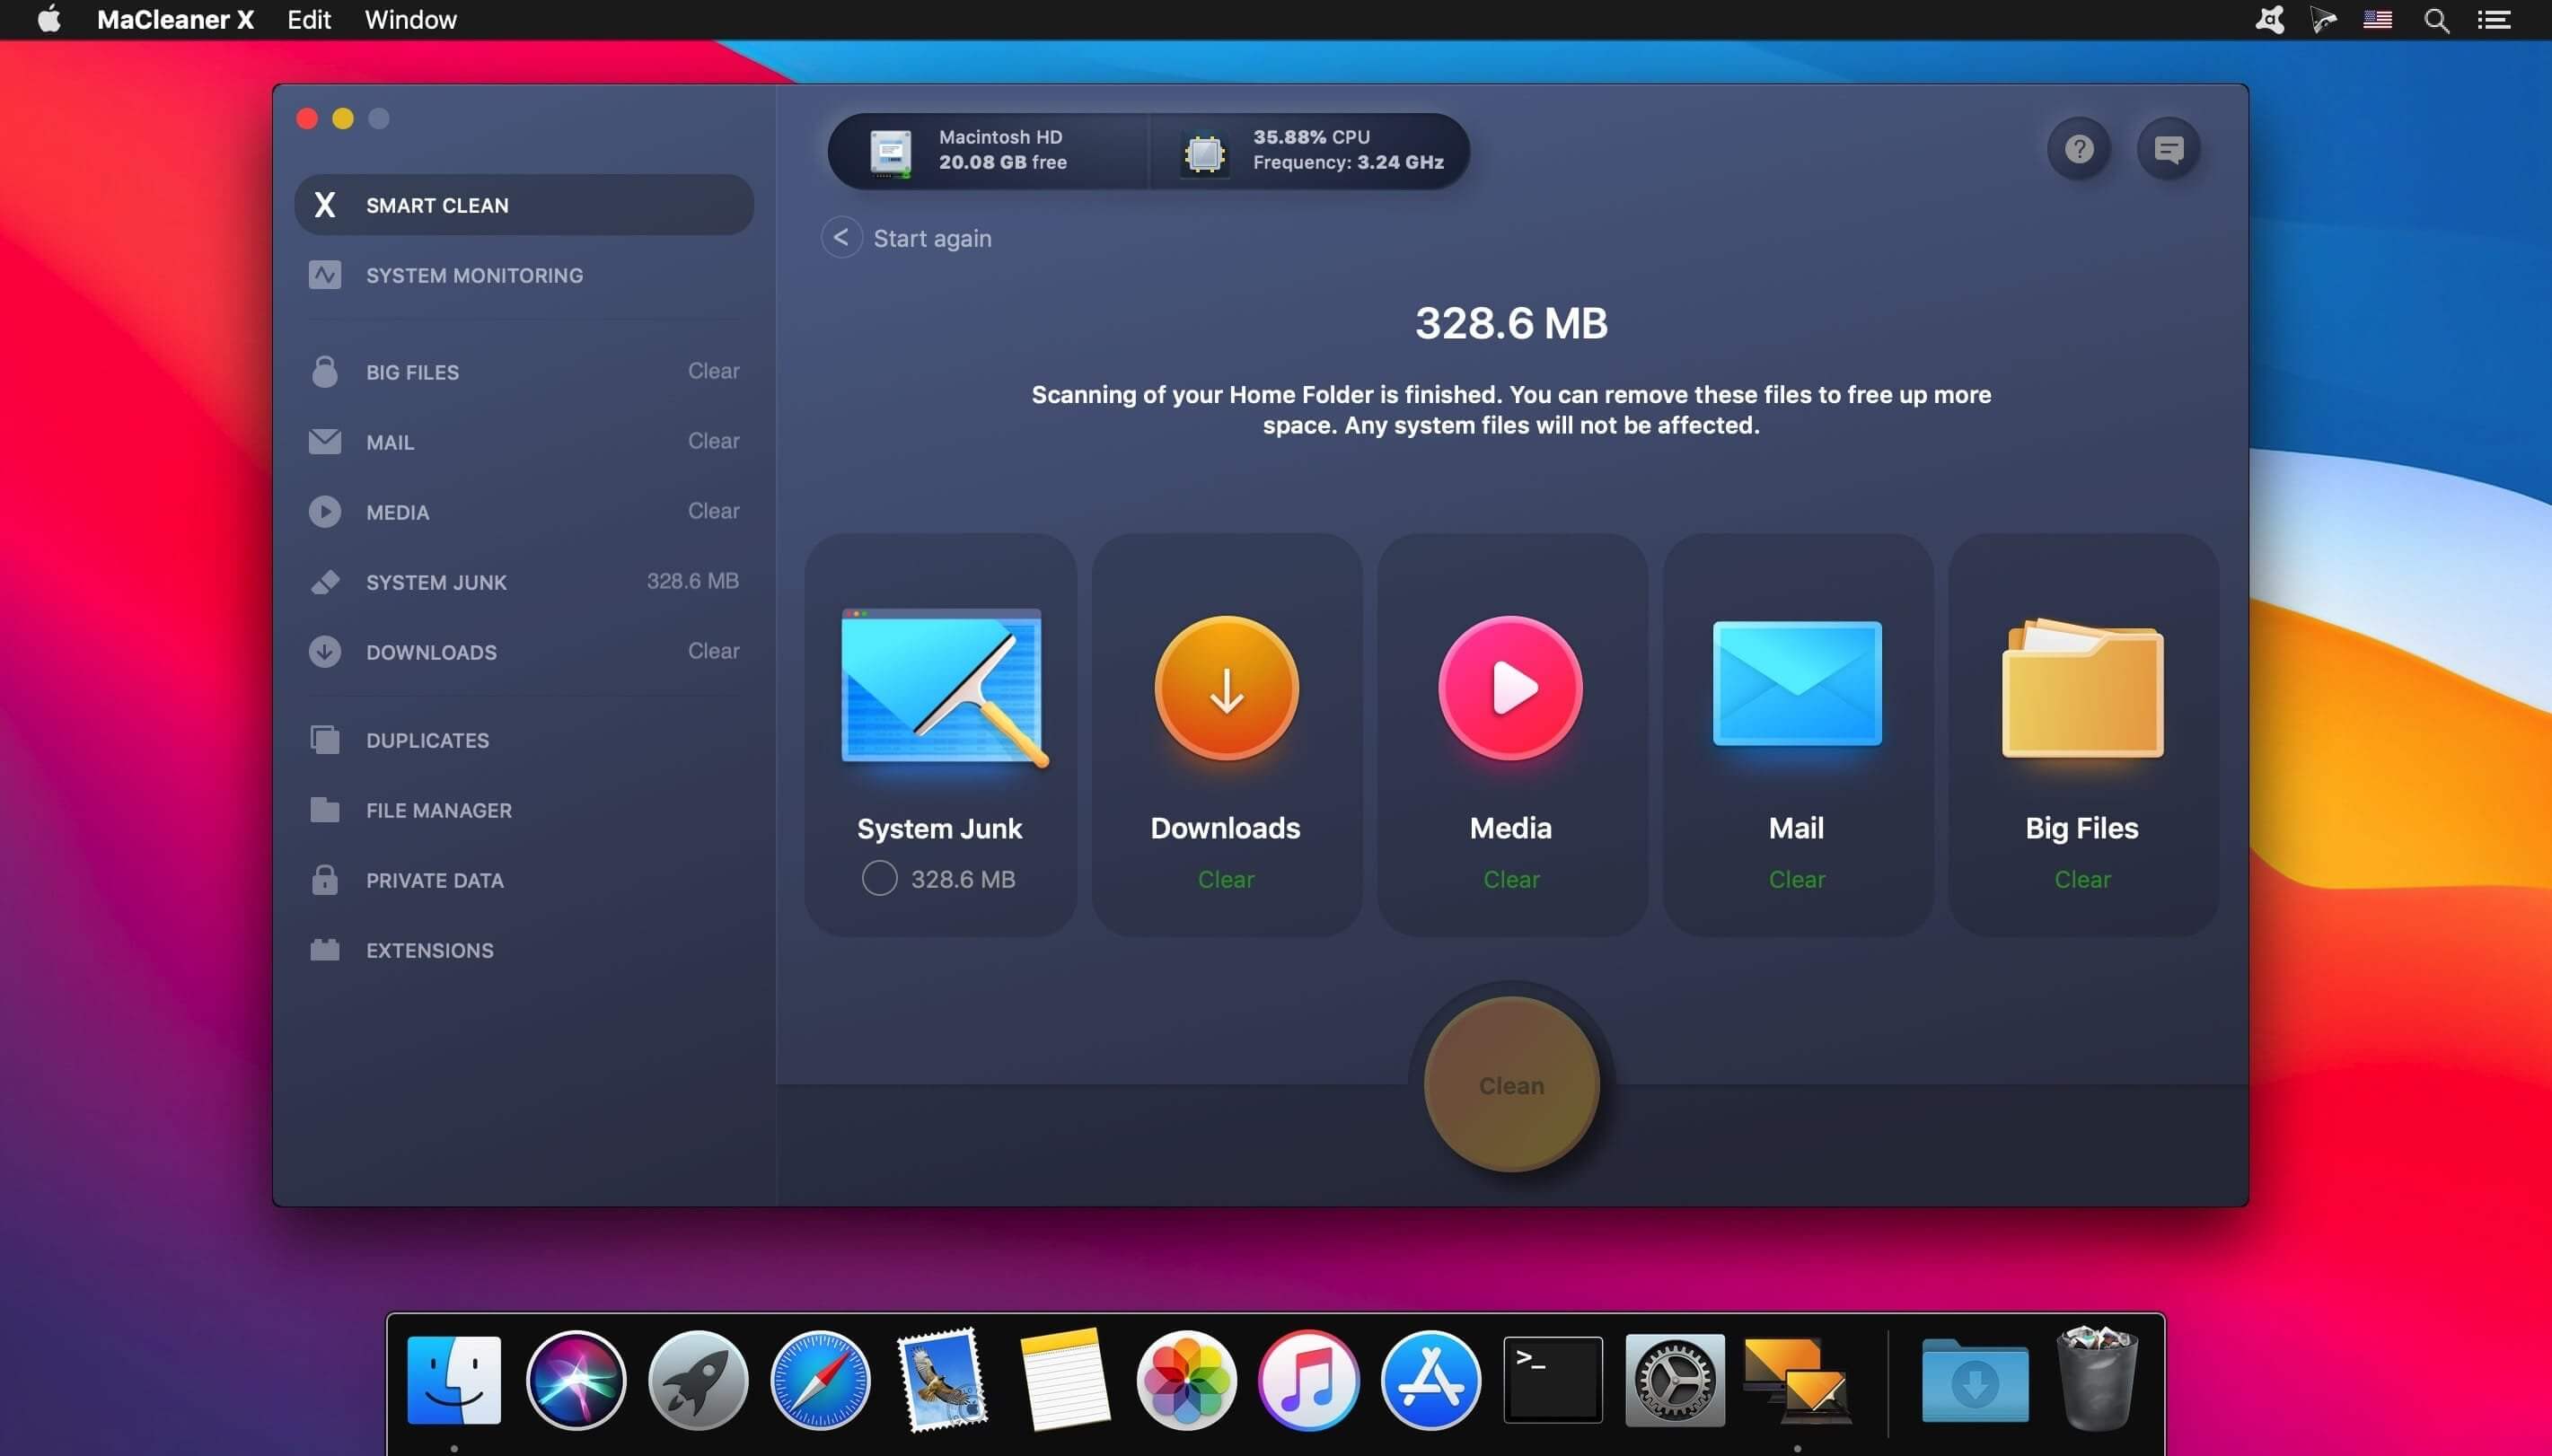 MaCleaner X Edit Window
Macintosh HD
20.08 GB free
35.88% CPU
Frequency: 3.24 GHz
?
X SMART CLEAN
SYSTEM MONITORING
BIG FILES Clear
MAIL Clear
MEDIA Clear
SYSTEM JUNK 328.6 MB
DOWNLOADS Clear
DUPLICATES
FILE MANAGER
PRIVATE DATA
EXTENSIONS
< Start again
328.6 MB
Scanning of your Home Folder is finished. You can remove these files to free up more
space. Any system files will not be affected.
System Junk
328.6 MB
Downloads
Clear
Media
Clear
Mail
Clear
Big Files
Clear
Clean
>_